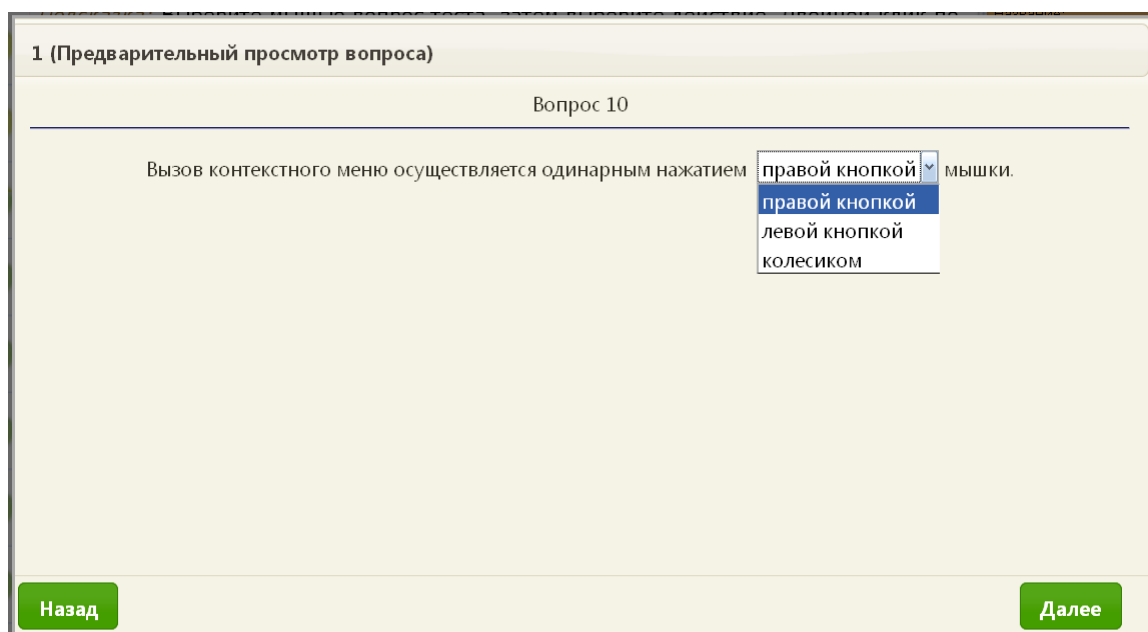 1 (Предварительный просмотр вопроса)
Вопрос 10
Вызов контекстного меню осуществляется одинарным нажатием правой кнопкой мышки.
правой кнопкой
левой кнопкой
колесиком
Назад Далее